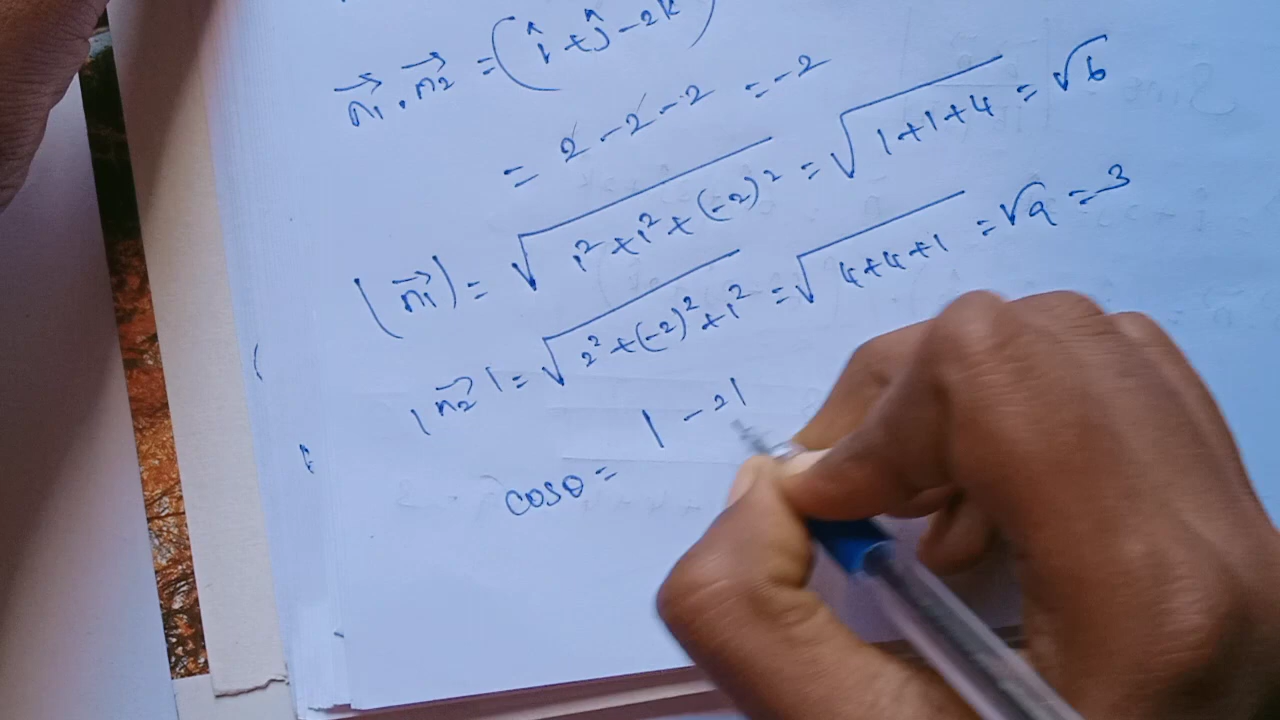 n₁⃗ . n₂⃗ = (î + ĵ - 2k)
= 2 - 2 - 2 = -2
|n₁⃗| = √(1² + 1² + (-2)²) = √(1+1+4) = √6
|n₂⃗| = √(2² + (-2)² + 1²) = √(4+4+1) = √9 = 3
cosθ = |-2|